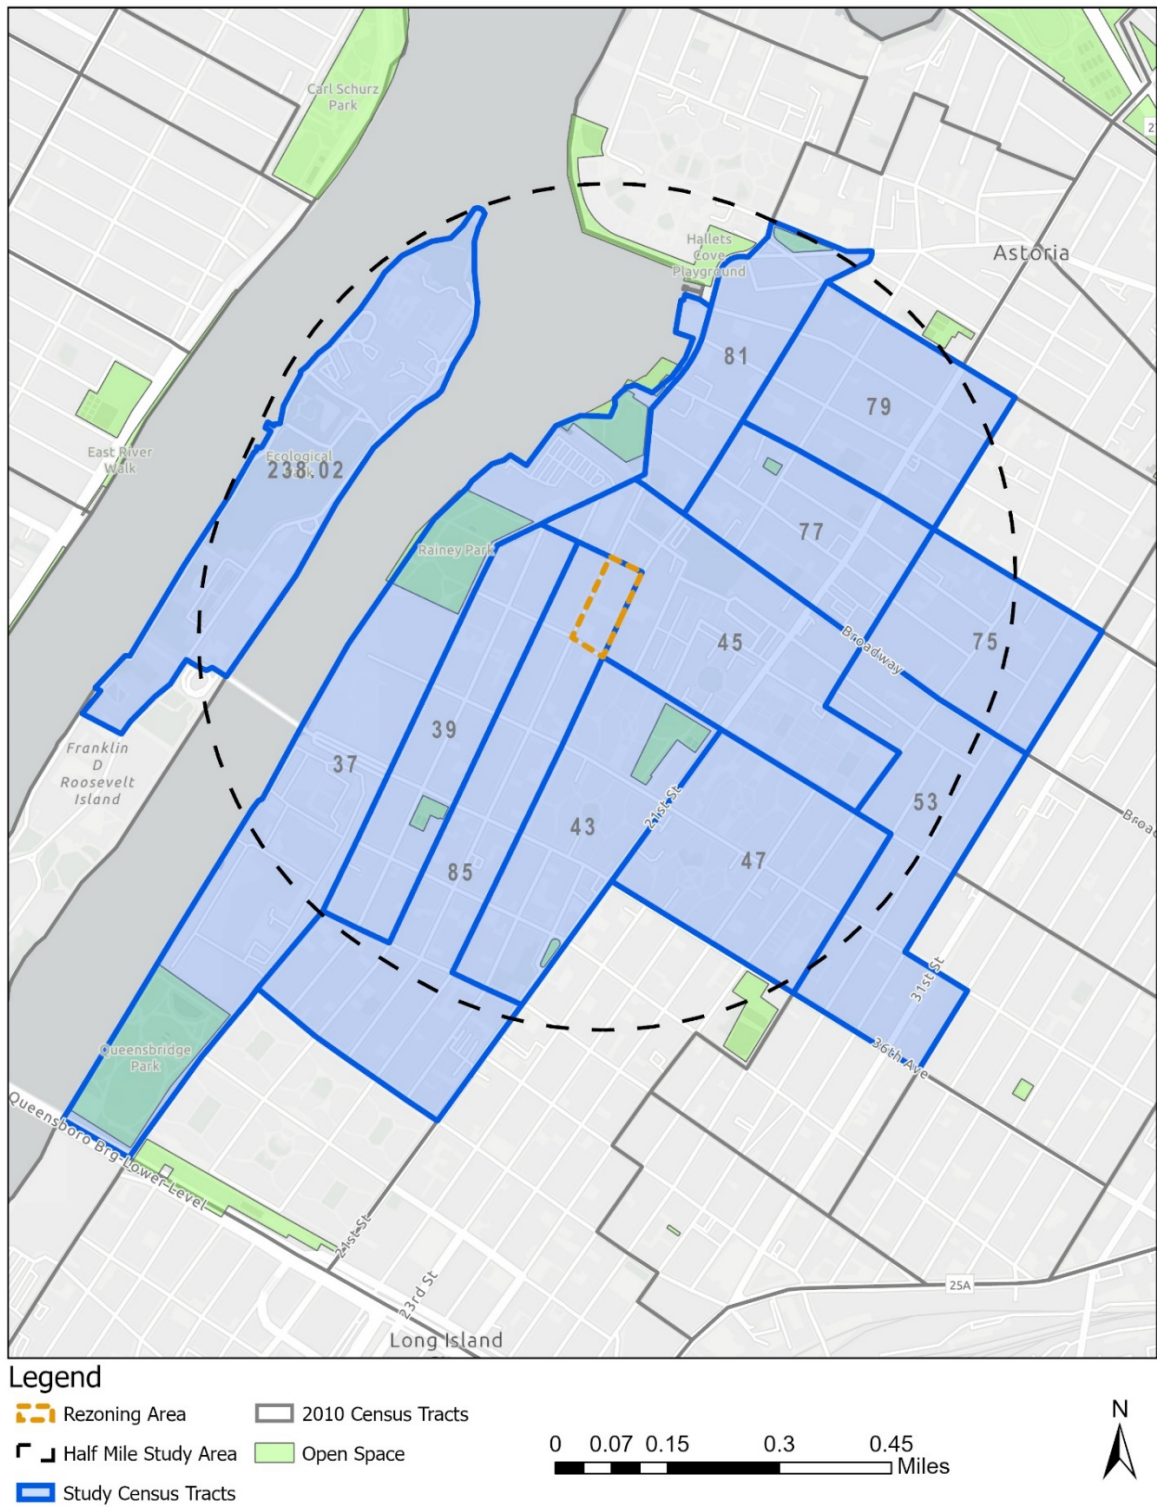 Carl Schurz
Park
2
Hallets
Cove
Playground
Astoria
81
79
East River
Walk
Ecological
Park
238.02
77
Rainey Park
45
Broadway
75
Franklin
D
Roosevelt
Island
39
37
21st St
53
Broad
43
47
85
31st St
Queensbridge
Park
36th Ave
Queensboro Brg-Lower-Level
21st St
23rd St
25A
Long Island
Legend
Rezoning Area
2010 Census Tracts
Half Mile Study Area
Open Space
Study Census Tracts
0 0.07 0.15 0.3 0.45
Miles
N